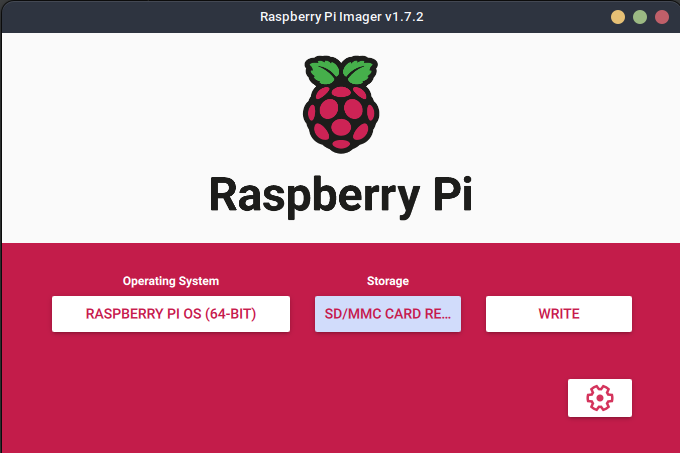 Raspberry Pi Imager v1.7.2
Raspberry Pi
Operating System
Storage
RASPBERRY PI OS (64-BIT)
SD/MMC CARD RE...
WRITE